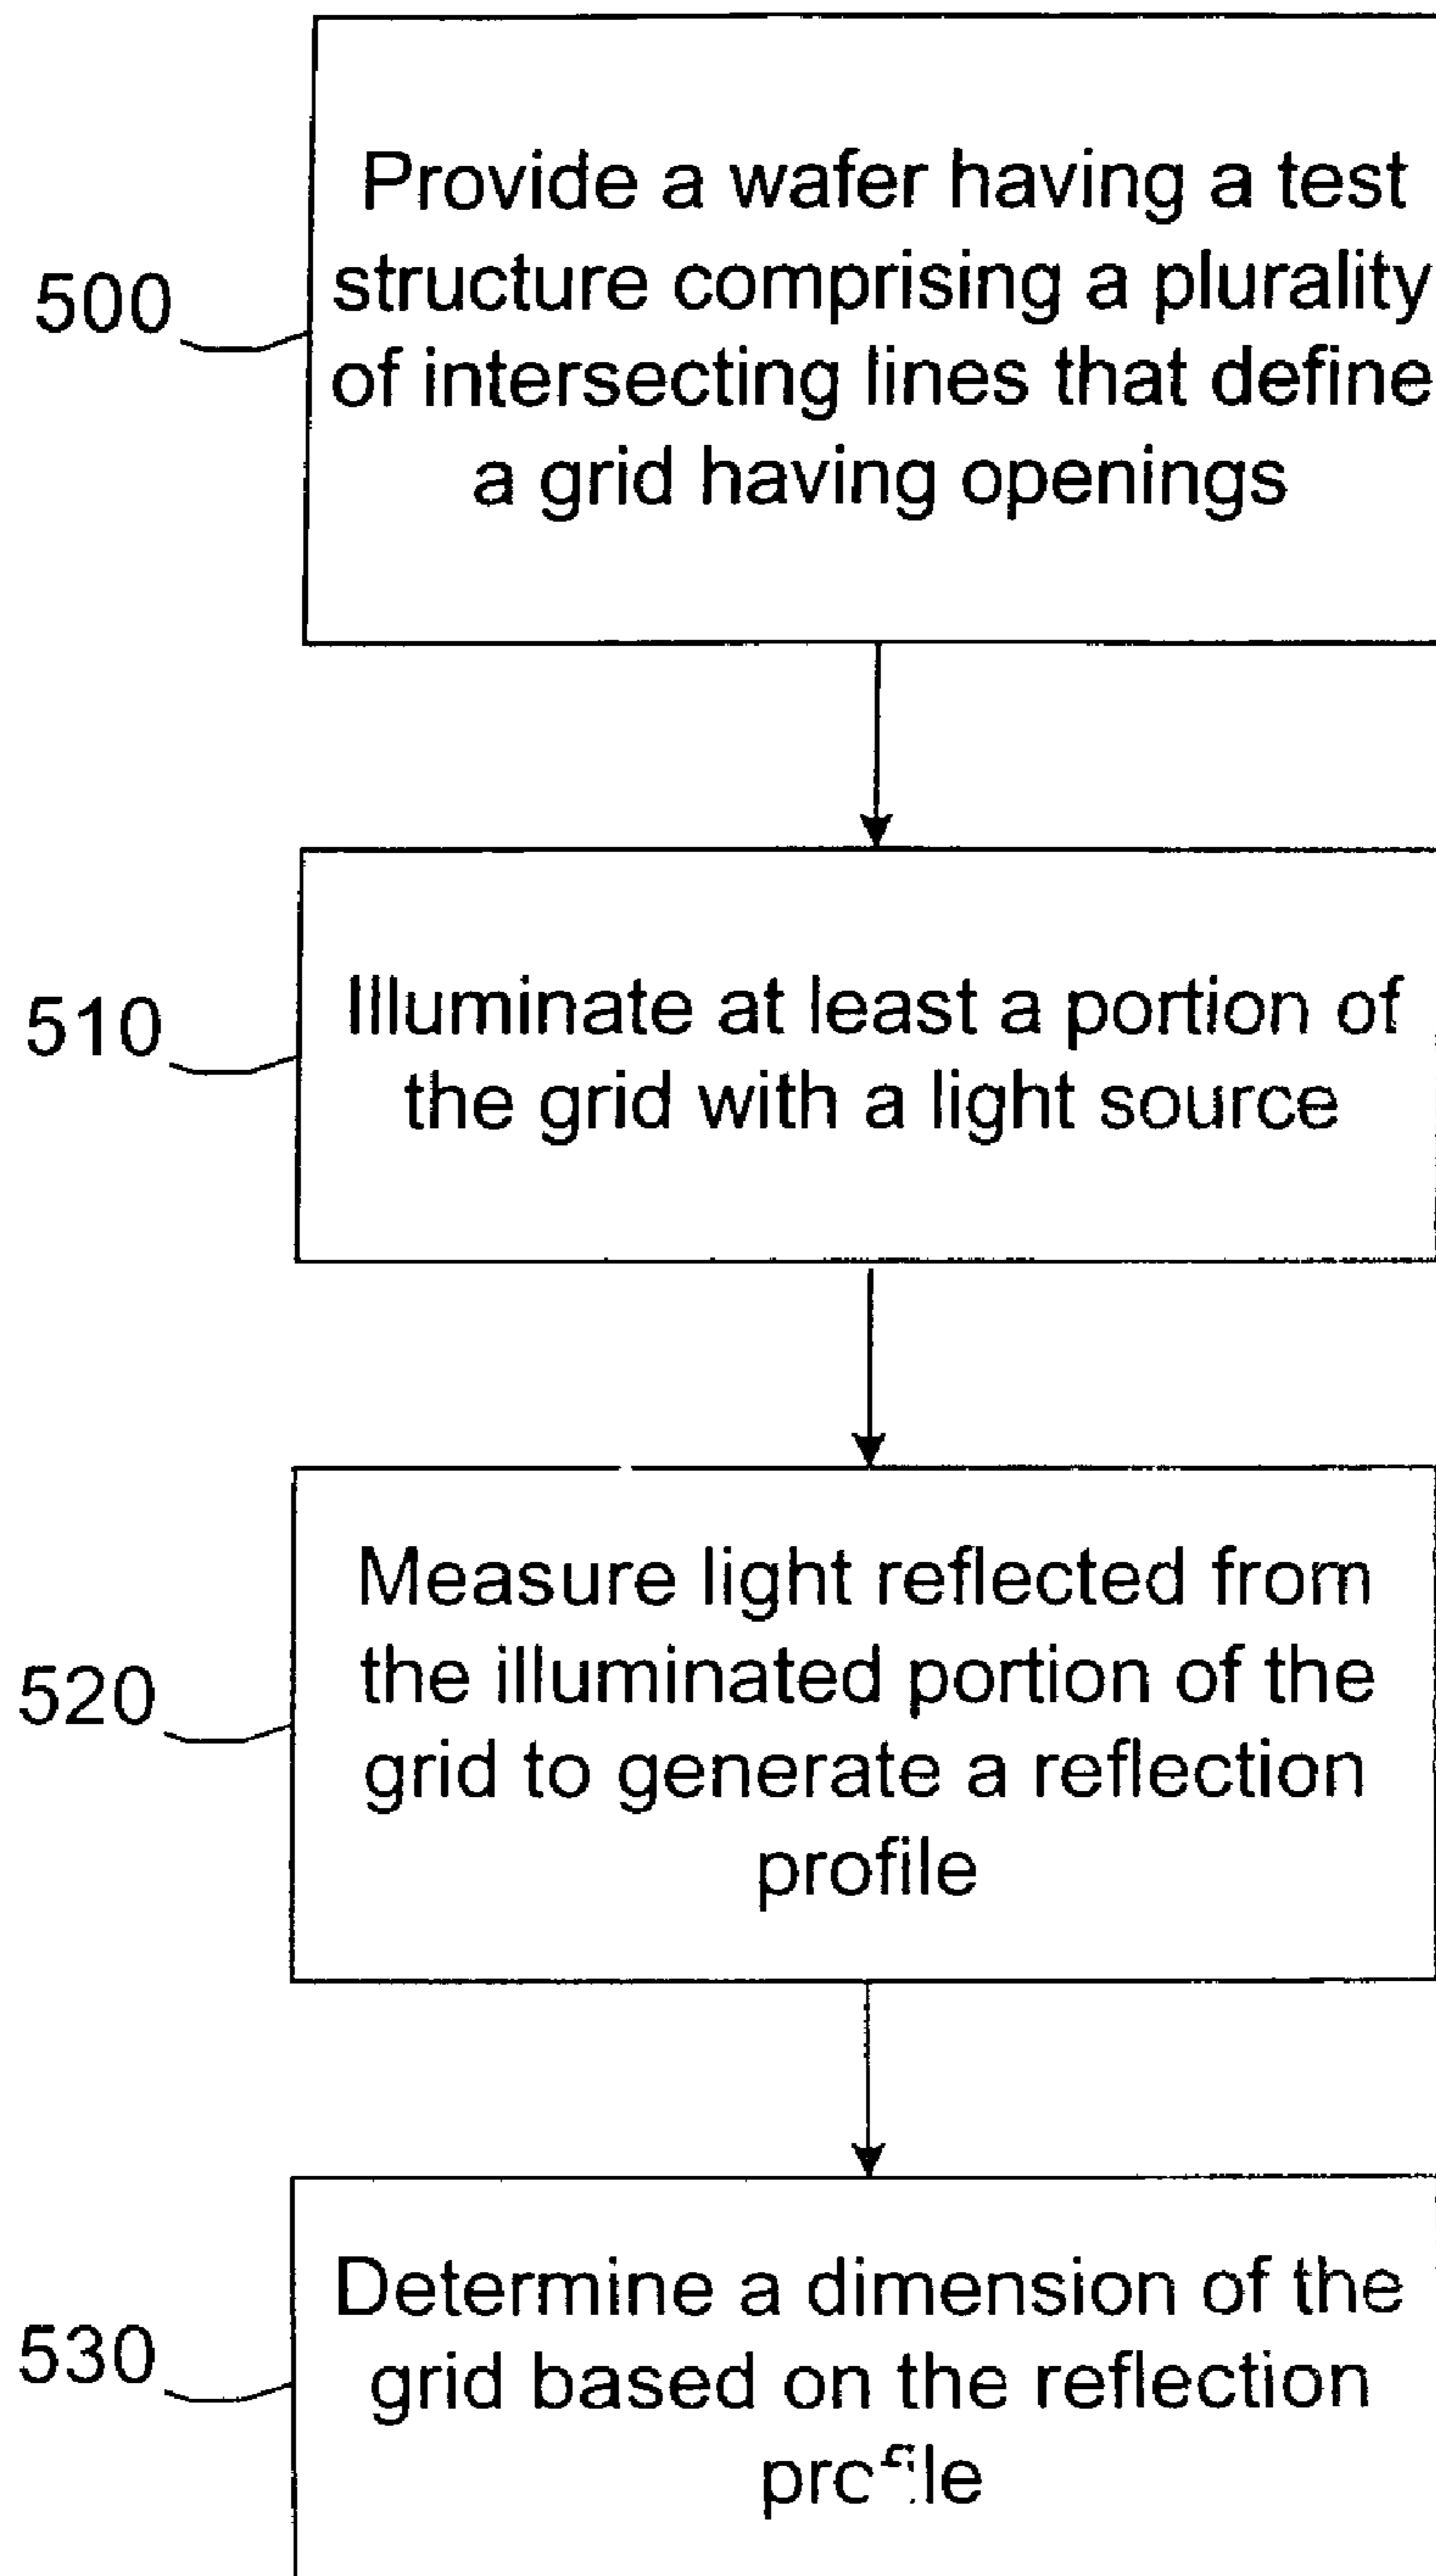 Provide a wafer having a test
500 structure comprising a plurality
of intersecting lines that define
a grid having openings
510 Illuminate at least a portion of
the grid with a light source
Measure light reflected from
520 the illuminated portion of the
grid to generate a reflection
profile
Determine a dimension of the
530 grid based on the reflection
profile